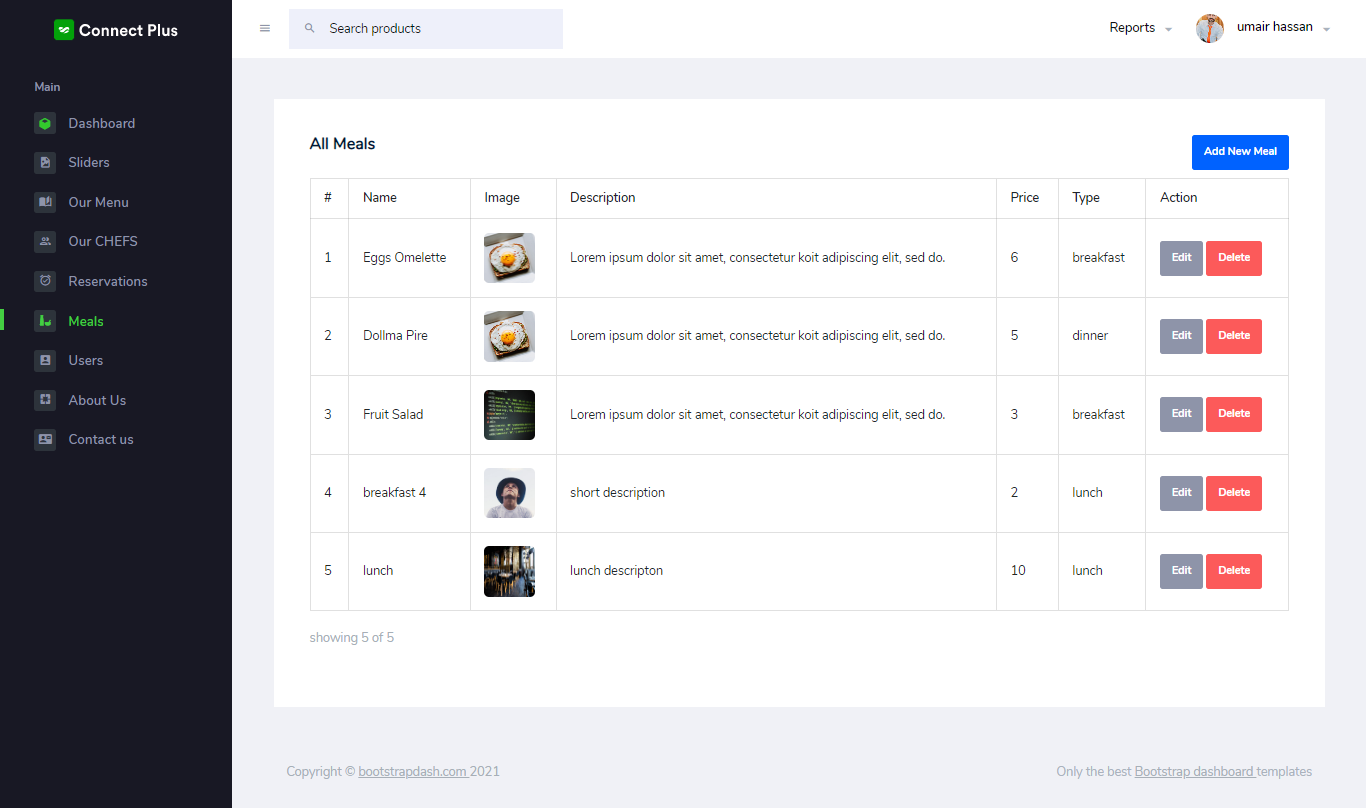 Connect Plus
Search products
Reports
umair hassan
Main
Dashboard
Sliders
Our Menu
Our CHEFS
Reservations
Meals
Users
About Us
Contact us
All Meals
Add New Meal
# Name Image Description Price Type Action
1 Eggs Omelette Lorem ipsum dolor sit amet, consectetur koit adipiscing elit, sed do. 6 breakfast Edit Delete
2 Dollma Pire Lorem ipsum dolor sit amet, consectetur koit adipiscing elit, sed do. 5 dinner Edit Delete
3 Fruit Salad Lorem ipsum dolor sit amet, consectetur koit adipiscing elit, sed do. 3 breakfast Edit Delete
4 breakfast 4 short description 2 lunch Edit Delete
5 lunch lunch descripton 10 lunch Edit Delete
showing 5 of 5
Copyright © bootstrapdash.com 2021
Only the best Bootstrap dashboard templates